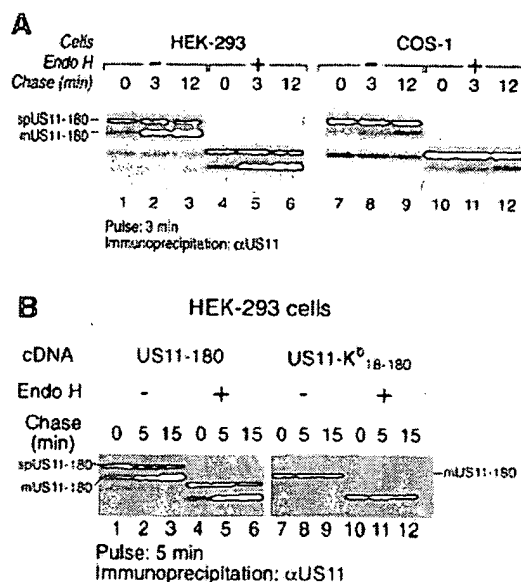 A
Cells HEK-293 COS-1
Endo H - + - +
Chase (min) 0 3 12 0 3 12 0 3 12 0 3 12
spUS11-180
mUS11-180
1 2 3 4 5 6 7 8 9 10 11 12
Pulse: 3 min
Immunoprecipitation: αUS11
B HEK-293 cells
cDNA US11-180 US11-Kᵇ18-180
Endo H - + - +
Chase (min) 0 5 15 0 5 15 0 5 15 0 5 15
spUS11-180
mUS11-180 mUS11-180
1 2 3 4 5 6 7 8 9 10 11 12
Pulse: 5 min
Immunoprecipitation: αUS11